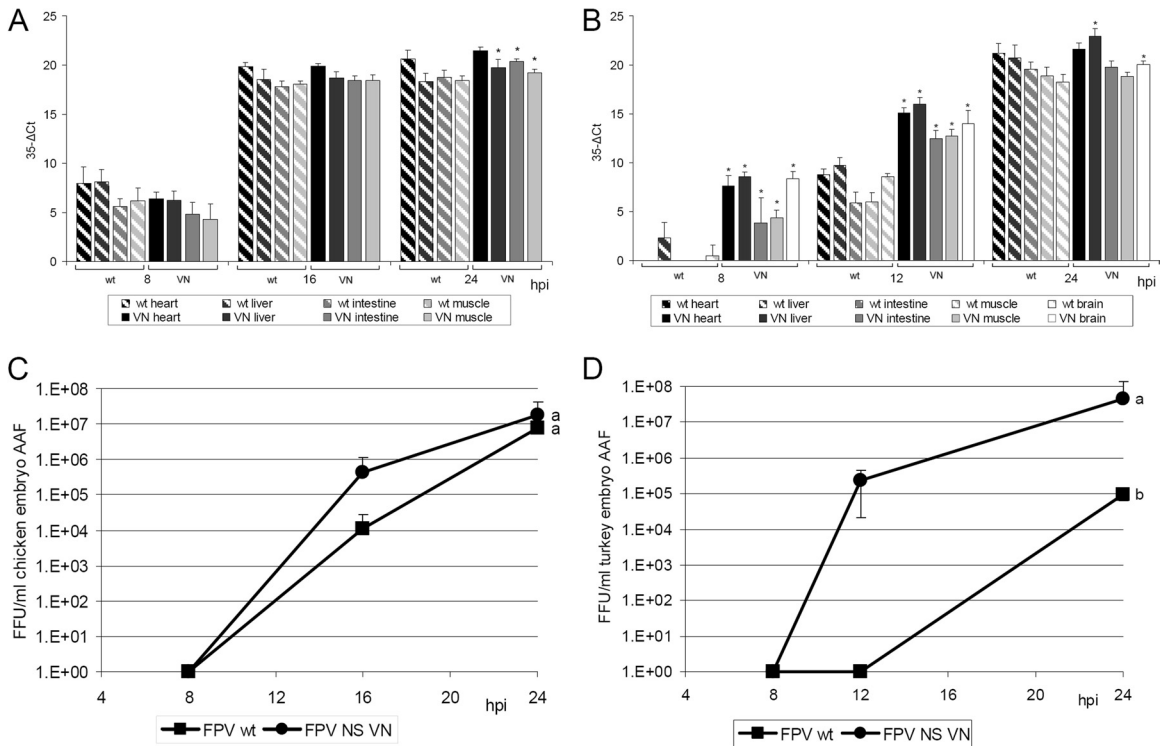 A
35-ΔCt
25
20
15
10
5
0
* * *
wt VN wt VN wt VN
8 16 24 hpi
wt heart wt liver wt intestine wt muscle
VN heart VN liver VN intestine VN muscle
B
35-ΔCt
25
20
15
10
5
0
* * * * *
* * * * *
* *
wt VN wt VN wt VN
8 12 24 hpi
wt heart wt liver wt intestine wt muscle wt brain
VN heart VN liver VN intestine VN muscle VN brain
C
FFU/ml chicken embryo AAF
1.E+08
1.E+07
1.E+06
1.E+05
1.E+04
1.E+03
1.E+02
1.E+01
1.E+00
a
a
4 8 12 16 20 24
hpi
FPV wt FPV NS VN
D
FFU/ml turkey embryo AAF
1.E+08
1.E+07
1.E+06
1.E+05
1.E+04
1.E+03
1.E+02
1.E+01
1.E+00
a
b
4 8 12 16 20 24
hpi
FPV wt FPV NS VN